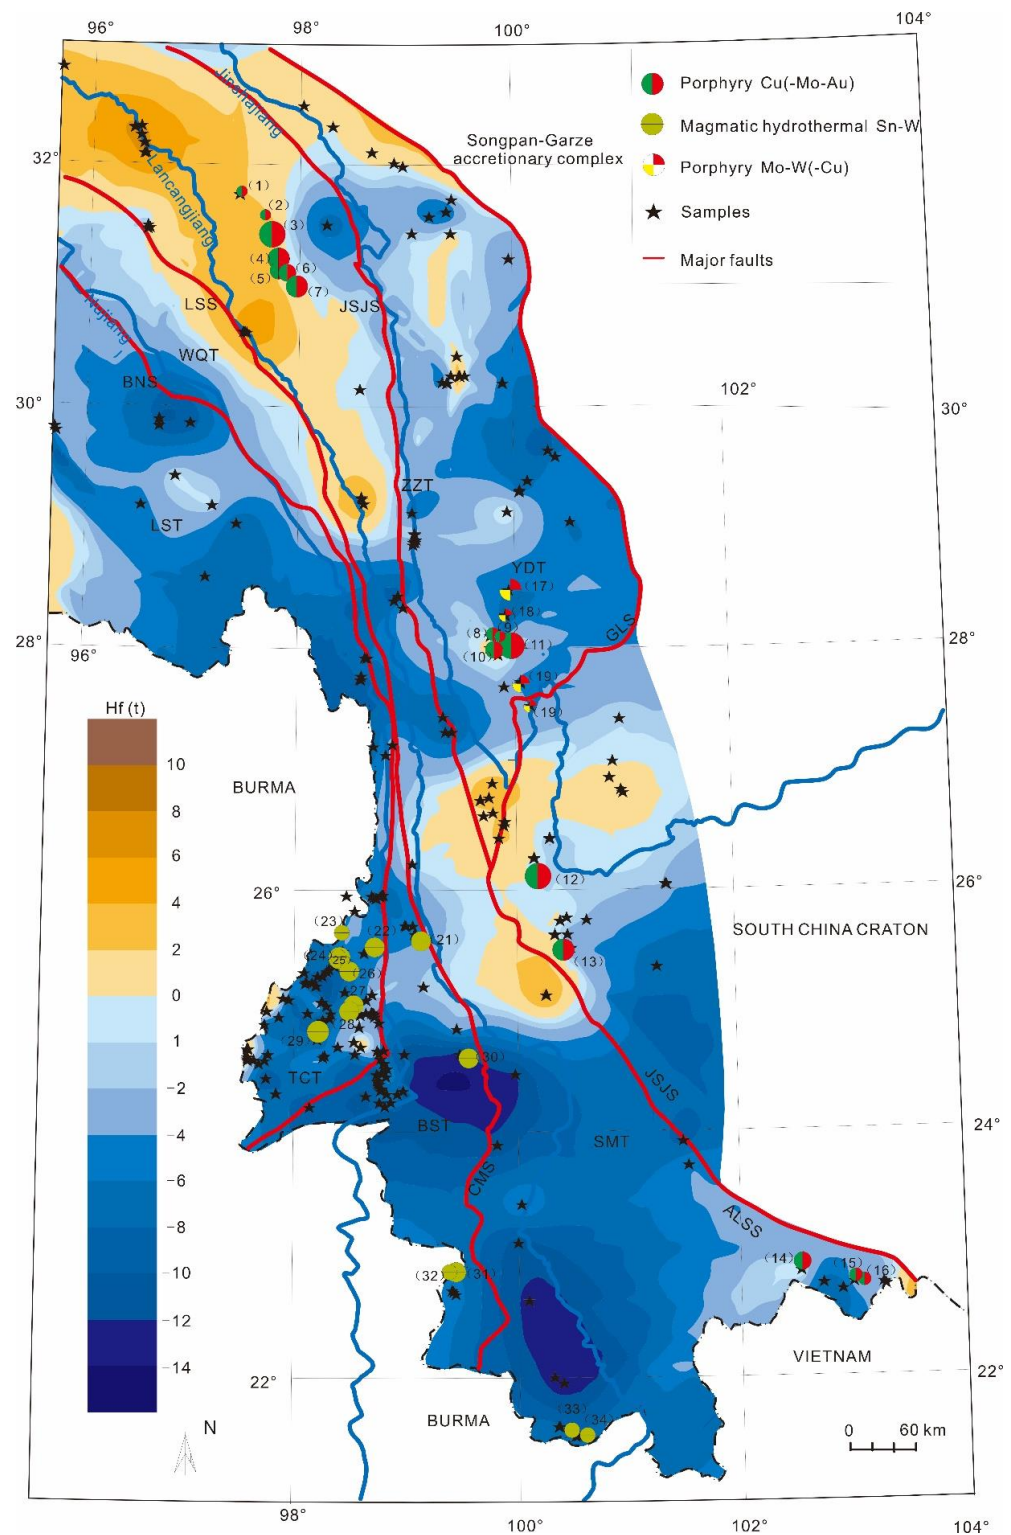 96°
98°
100°
104°
Porphyry Cu(-Mo-Au)
Magmatic hydrothermal Sn-W
Porphyry Mo-W(-Cu)
Samples
Major faults
Songpan-Garze
accretionary complex
Jinshajiang
Lancangjiang
Nujiang
32°
(1)
(2)
(3)
(4)
(5)
(6)
(7)
LSS
JSJS
WQT
BNS
102°
30°
30°
ZZT
LST
YDT
(17)
(18)
(8)
(9)
(10)
(11)
GLS
28°
28°
96°
(19)
(19)
Hf (t)
10
8
6
4
2
0
1
−2
−4
−6
−8
−10
−12
−14
BURMA
26°
26°
(12)
SOUTH CHINA CRATON
(13)
(23)
(22)
(21)
(24)
25
(26)
27
28
(29)
(30)
TCT
BST
SMT
JSJS
24°
CMS
ALSS
(14)
(15)
(16)
(32)
(31)
VIETNAM
22°
22°
BURMA
(33)
(34)
0 60 km
N
98°
100°
102°
104°